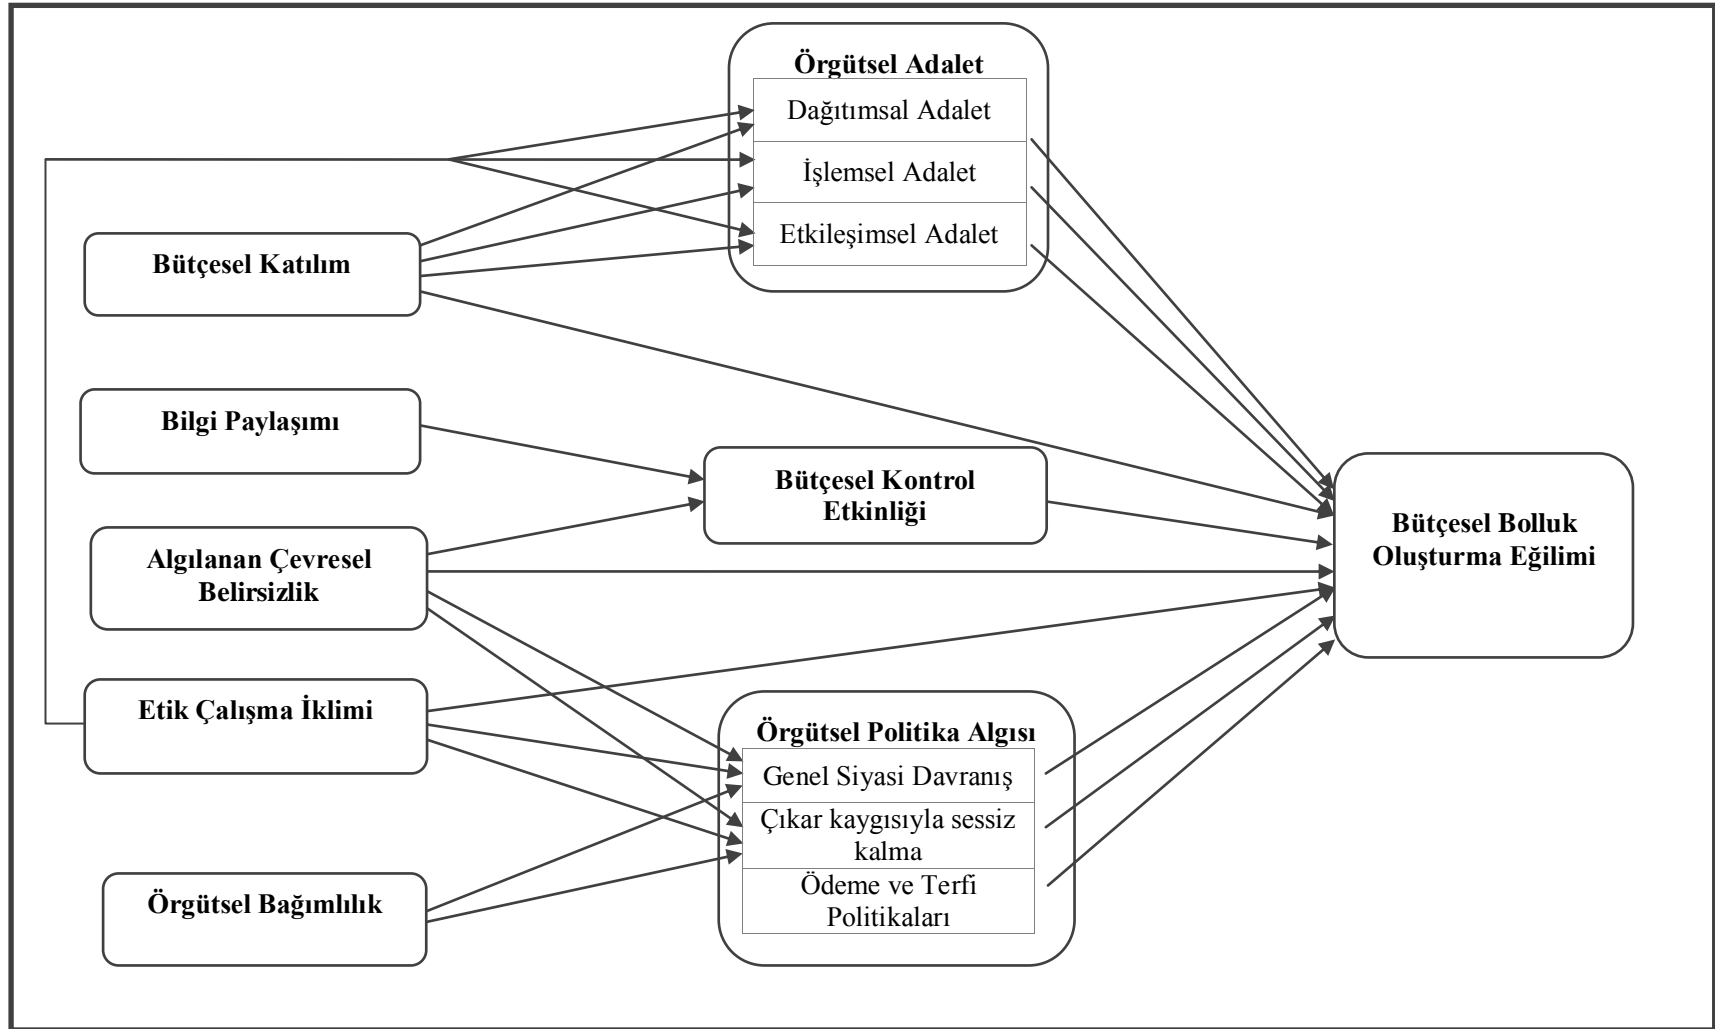 Örgütsel Adalet
Dağıtımsal Adalet
İşlemsel Adalet
Etkileşimsel Adalet
Bütçesel Katılım
Bilgi Paylaşımı
Bütçesel Kontrol
Etkinliği
Bütçesel Bolluk
Oluşturma Eğilimi
Algılanan Çevresel
Belirsizlik
Etik Çalışma İklimi
Örgütsel Politika Algısı
Genel Siyasi Davranış
Çıkar kaygısıyla sessiz
kalma
Ödeme ve Terfi
Politikaları
Örgütsel Bağımlılık